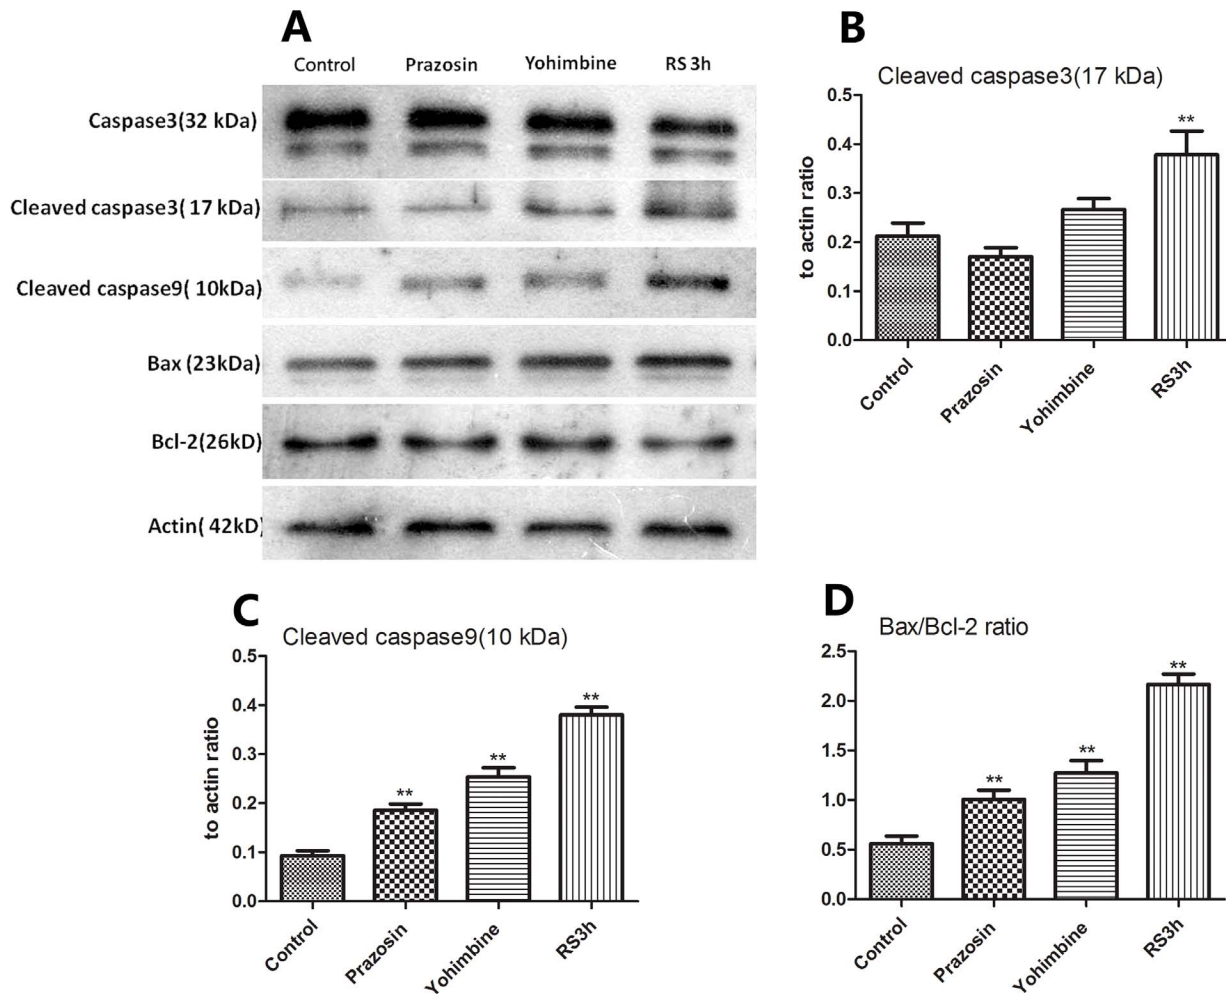 A
Control Prazosin Yohimbine RS 3h
Caspase3(32 kDa)
Cleaved caspase3( 17 kDa)
Cleaved caspase9( 10kDa)
Bax (23kDa)
Bcl-2(26kD)
Actin( 42kD)
B
Cleaved caspase3(17 kDa)
to actin ratio
0.5
0.4
0.3
0.2
0.1
0.0
**
Control
Prazosin
Yohimbine
RS3h
C
Cleaved caspase9(10 kDa)
to actin ratio
0.5
0.4
0.3
0.2
0.1
0.0
**
**
**
Control
Prazosin
Yohimbine
RS3h
D
Bax/Bcl-2 ratio
2.5
2.0
1.5
1.0
0.5
0.0
**
**
**
Control
Prazosin
Yohimbine
RS3h